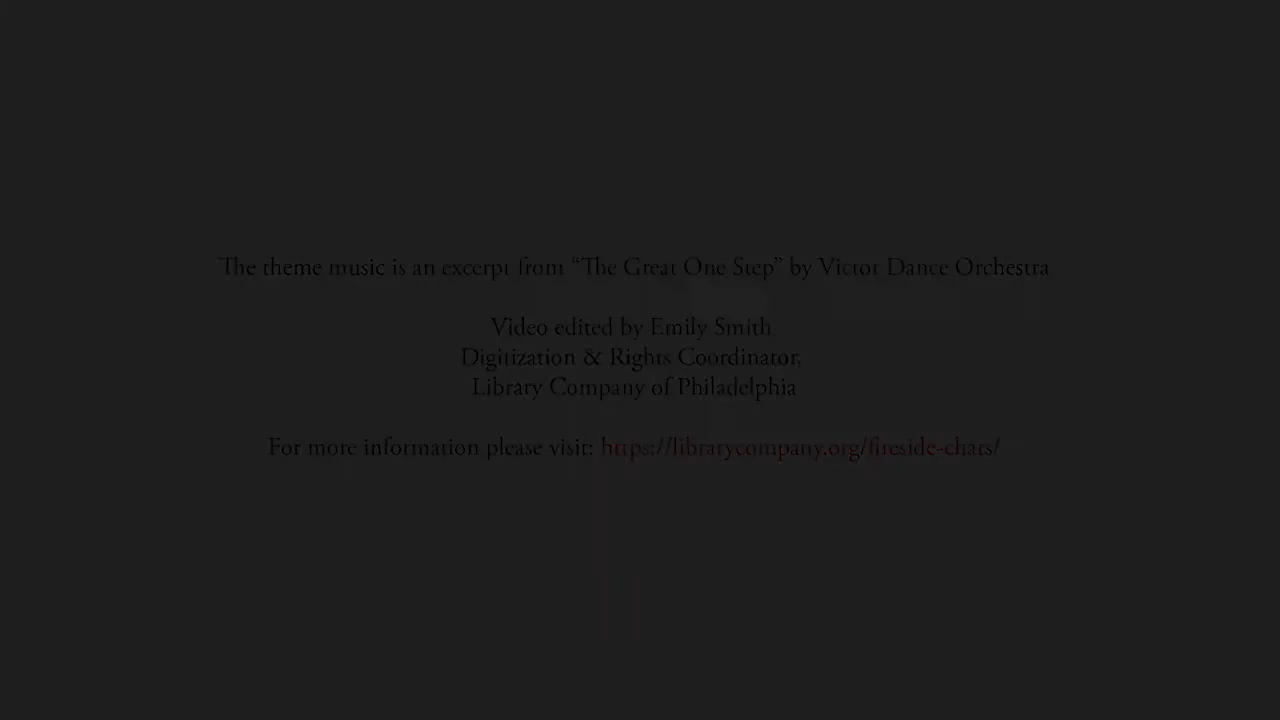 The theme music is an excerpt from “The Great One Step” by Victor Dance Orchestra
Video edited by Emily Smith
Digitization & Rights Coordinator,
Library Company of Philadelphia
For more information please visit: https://librarycompany.org/fireside-chats/